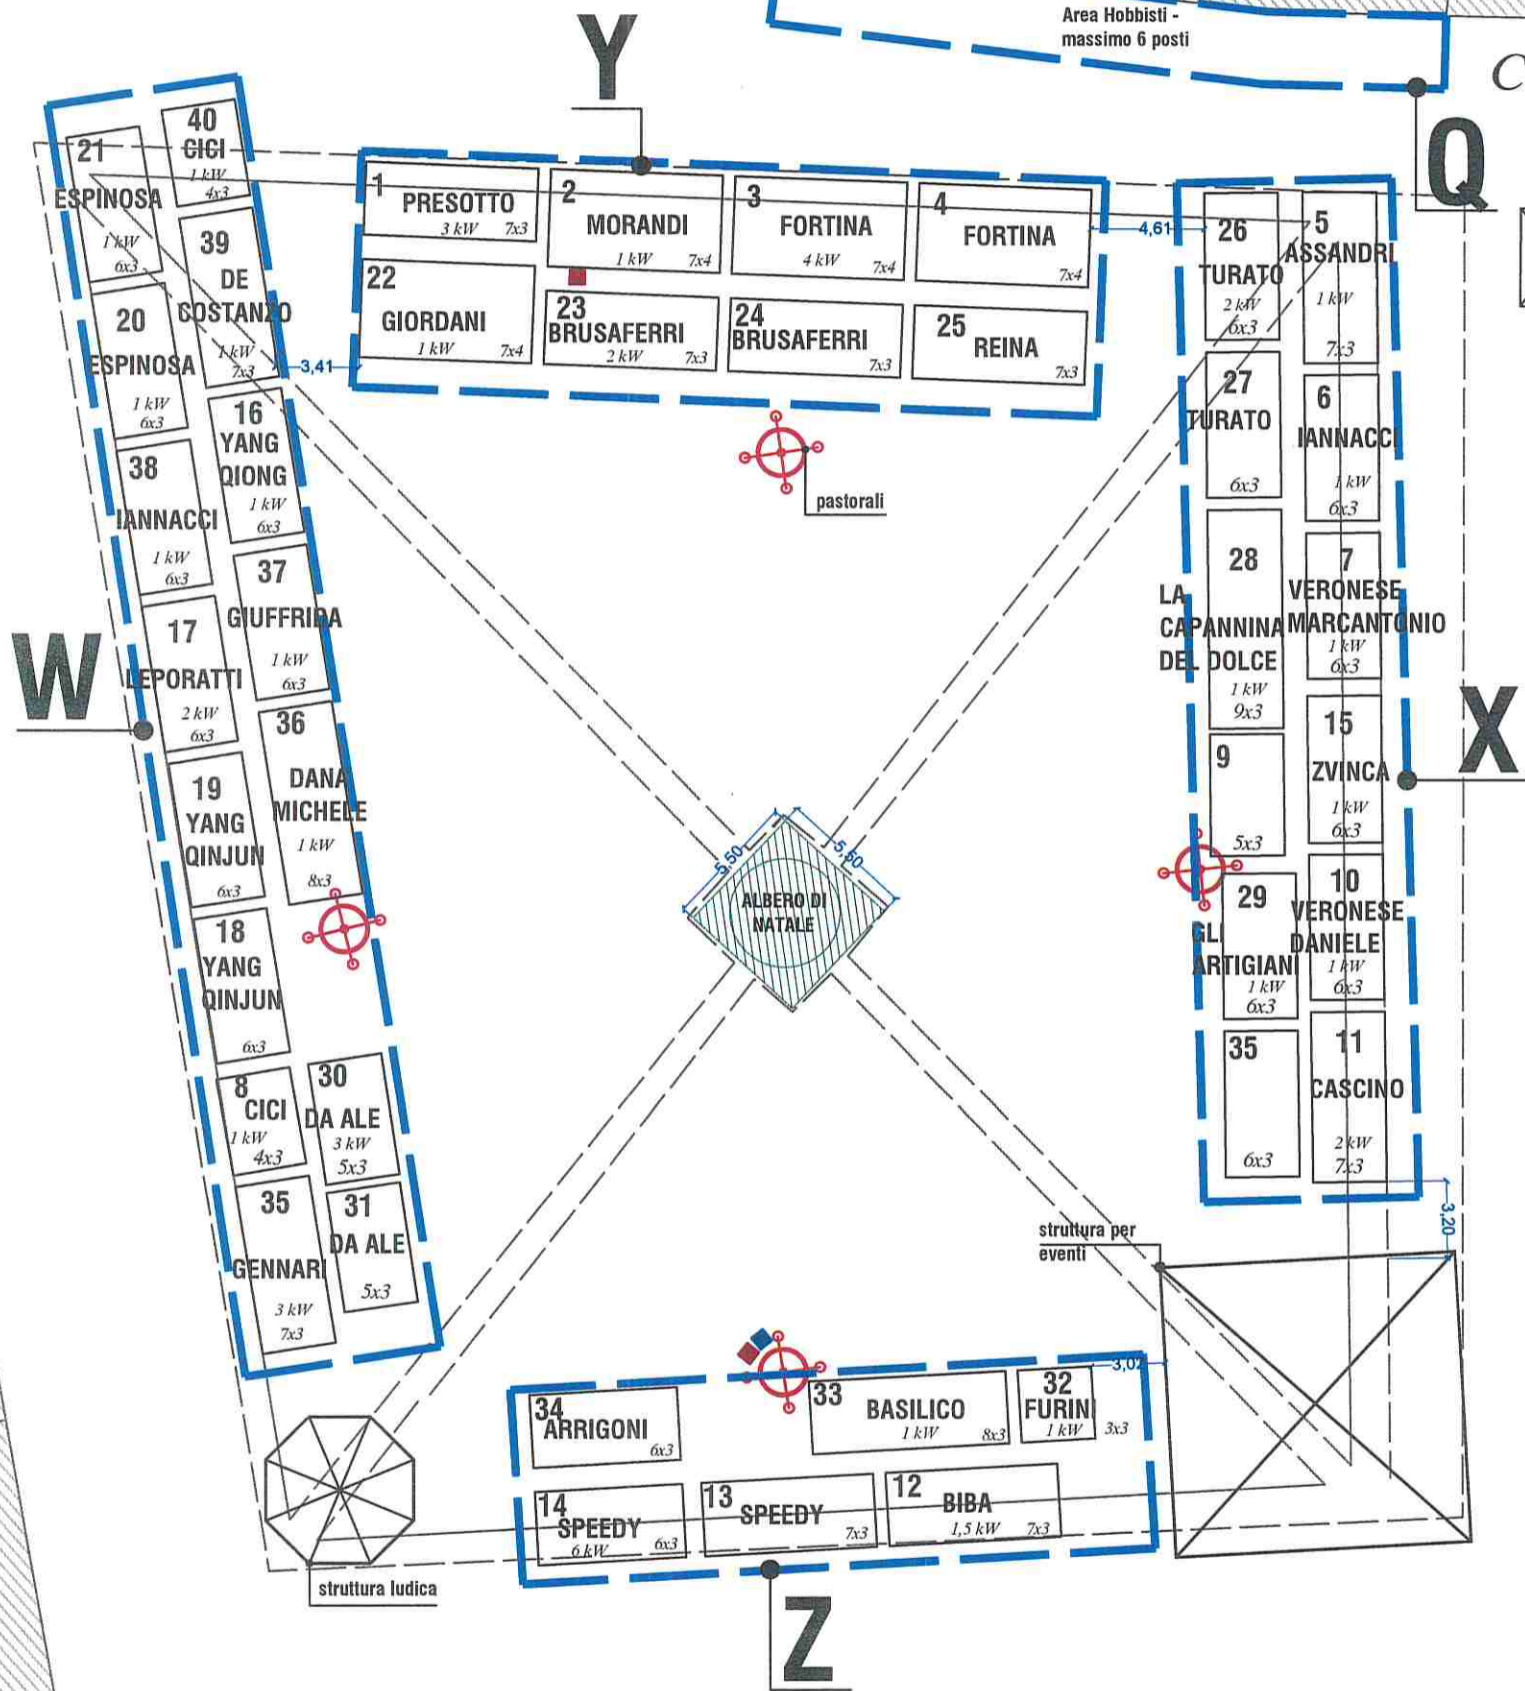 Area Hobbisti -
massimo 6 posti
C
Y
Q
21
ESPINOSA
1 kW
6x3
40
CICI
1 kW
4x3
20
ESPINOSA
1 kW
6x3
39
DE
COSTANZO
1 kW
7x3
38
IANNACCI
1 kW
6x3
16
YANG
QIONG
1 kW
6x3
17
LEPORATTI
2 kW
6x3
37
GIUFFRIDA
1 kW
6x3
19
YANG
QINJUN
6x3
36
DANA
MICHELE
1 kW
8x3
18
YANG
QINJUN
6x3
8
CICI
1 kW
4x3
30
DA ALE
3 kW
5x3
35
GENNARI
3 kW
7x3
31
DA ALE
5x3
W
3,41
1
PRESOTTO
3 kW 7x3
2
MORANDI
1 kW 7x4
3
FORTINA
4 kW 7x4
4
FORTINA
7x4
22
GIORDANI
1 kW 7x4
23
BRUSAFERRI
2 kW 7x3
24
BRUSAFERRI
7x3
25
REINA
7x3
4,61
pastorali
26
TURATO
2 kW
6x3
5
ASSANDRI
1 kW
7x3
27
TURATO
6x3
6
IANNACCI
1 kW
6x3
28
LA
CAPANNINA
DEL DOLCE
1 kW
9x3
7
VERONESE
MARCANTONIO
1 kW
6x3
9
5x3
15
ZVINCA
1 kW
6x3
29
GLI
ARTIGIANI
1 kW
6x3
10
VERONESE
DANIELE
1 kW
6x3
35
6x3
11
CASCINO
2 kW
7x3
X
3,20
5,50
5,50
ALBERO DI
NATALE
struttura per
eventi
34
ARRIGONI
6x3
33
BASILICO
1 kW 8x3
32
FURINI
1 kW 3x3
3,02
14
SPEEDY
6 kW 6x3
13
SPEEDY
7x3
12
BIBA
1,5 kW 7x3
struttura ludica
Z